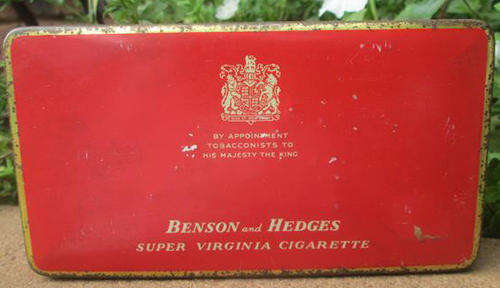 BY APPOINTMENT
TOBACCONISTS TO
HIS MAJESTY THE KING
BENSON and HEDGES
SUPER VIRGINIA CIGARETTE